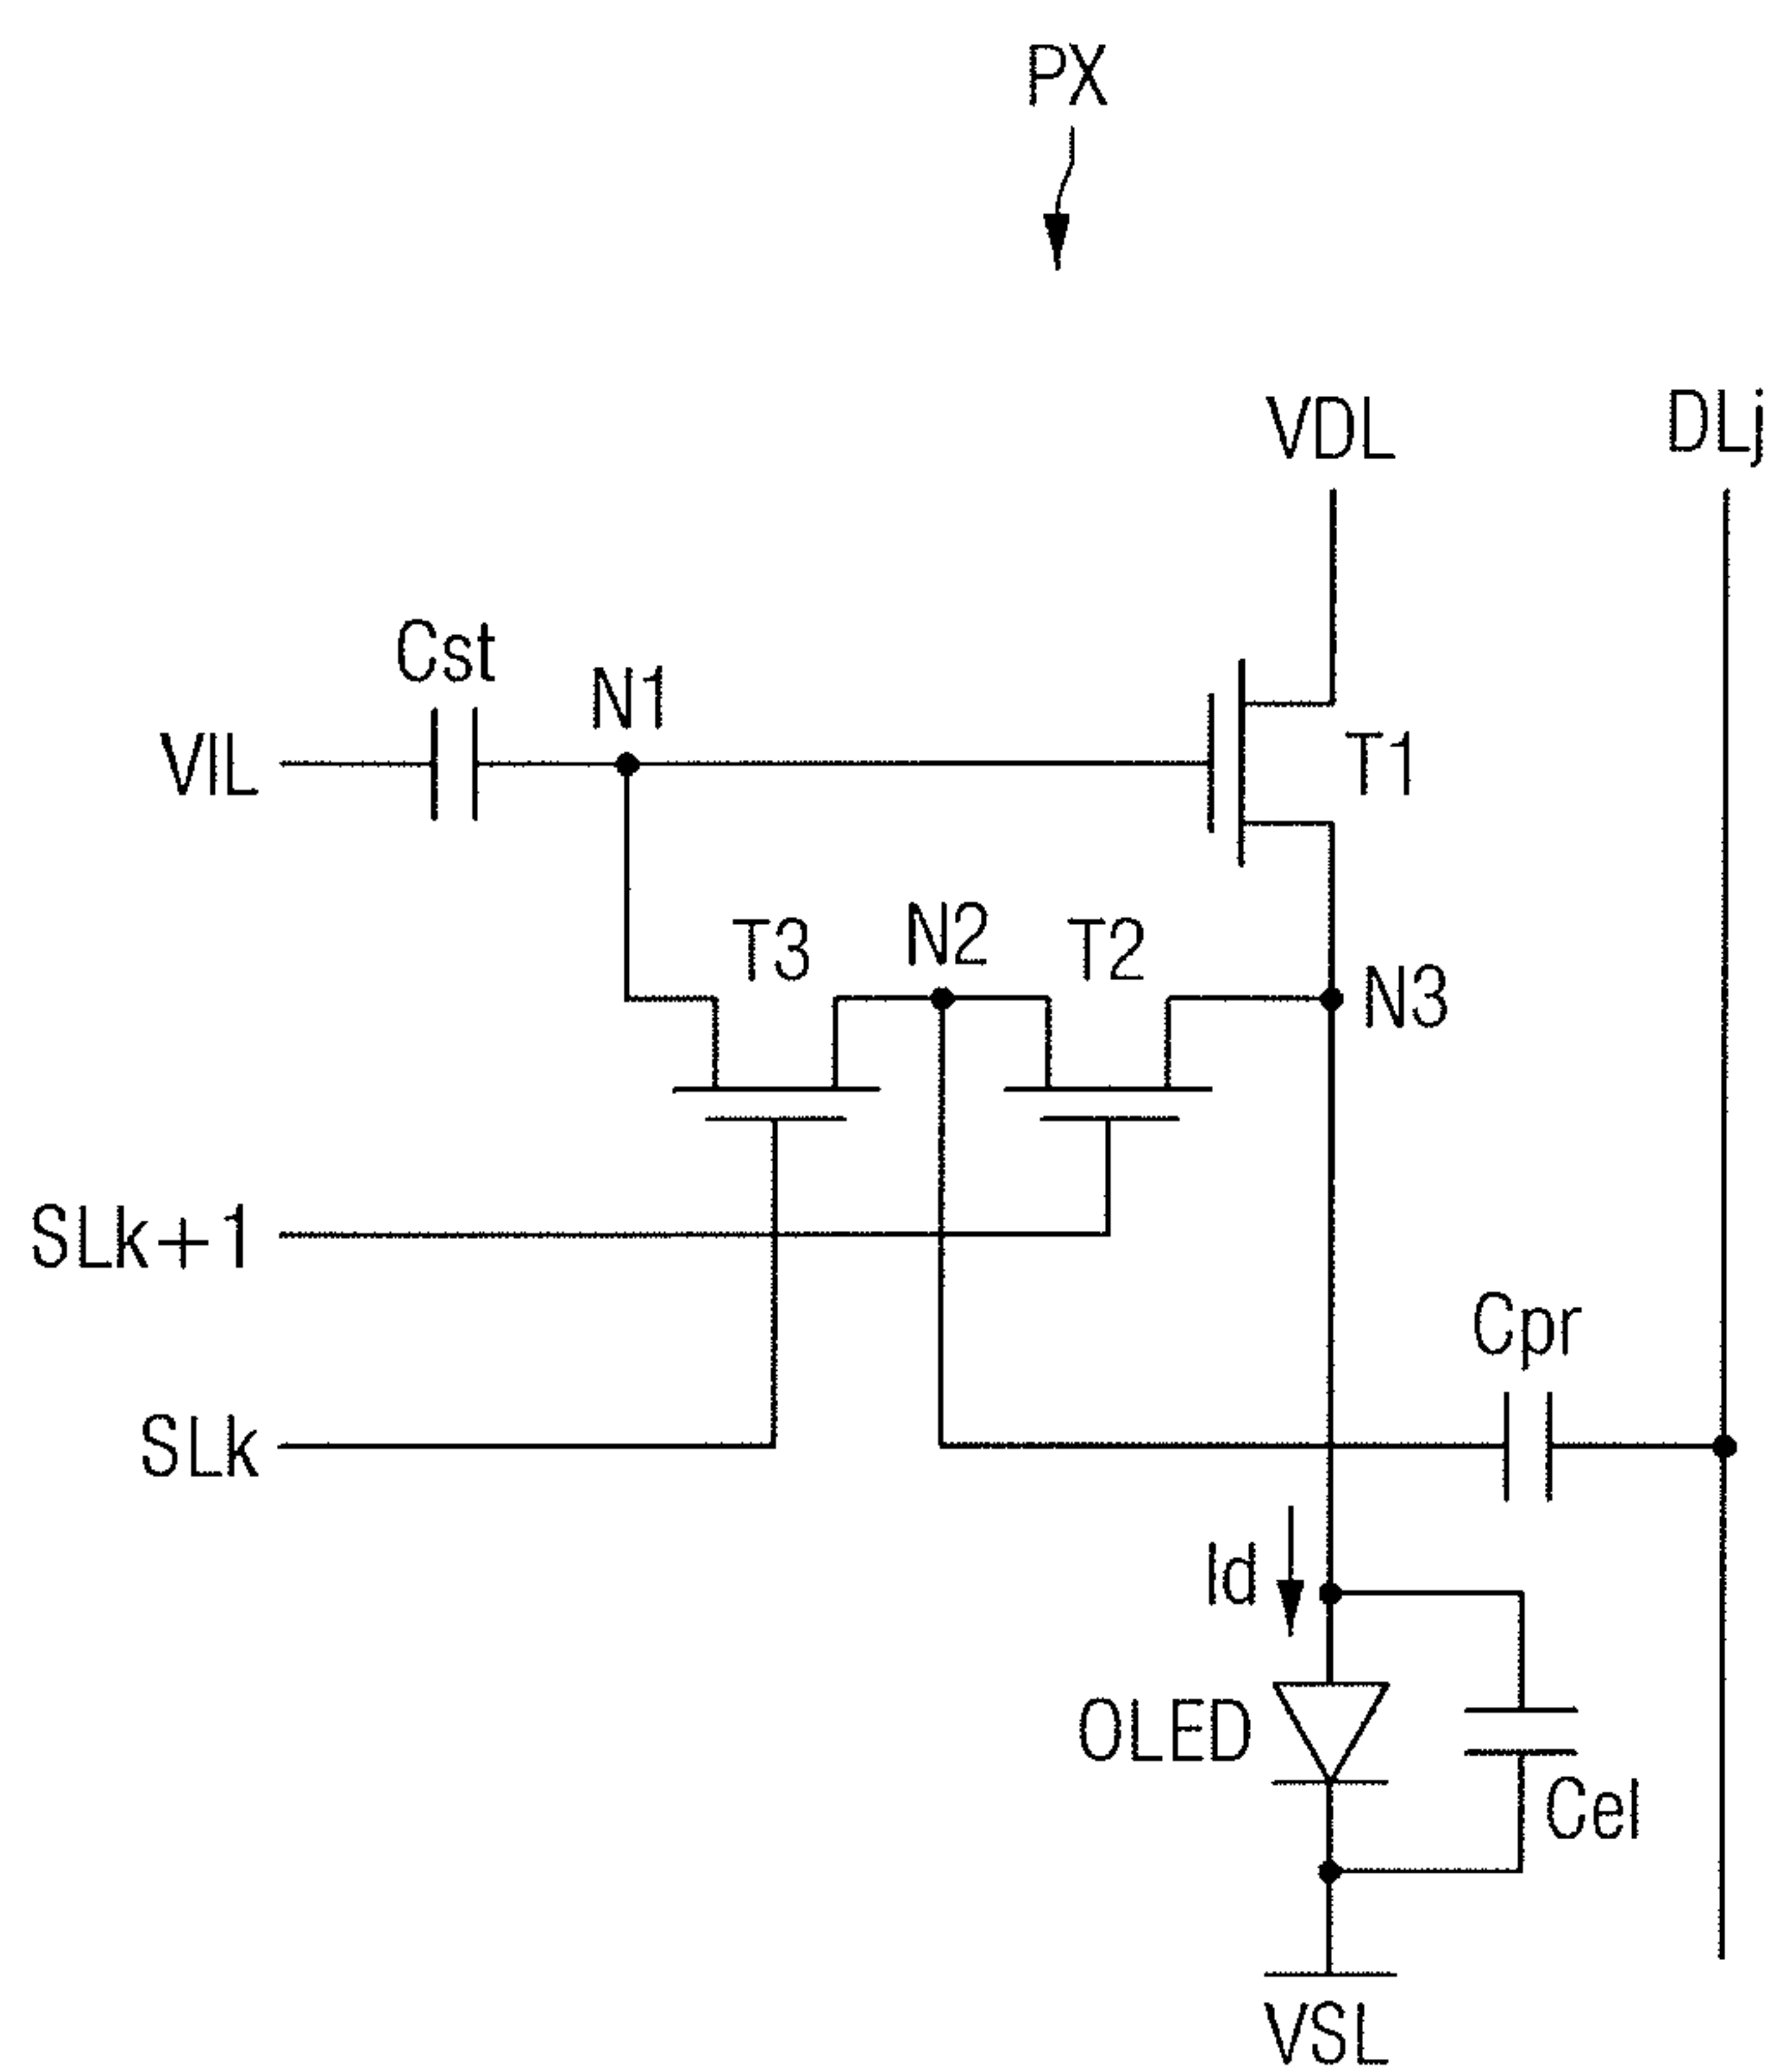 PX
VDL
DLj
Cst
N1
VIL
T1
T3
N2
T2
N3
SLk+1
Cpr
SLk
Id
OLED
Cel
VSL